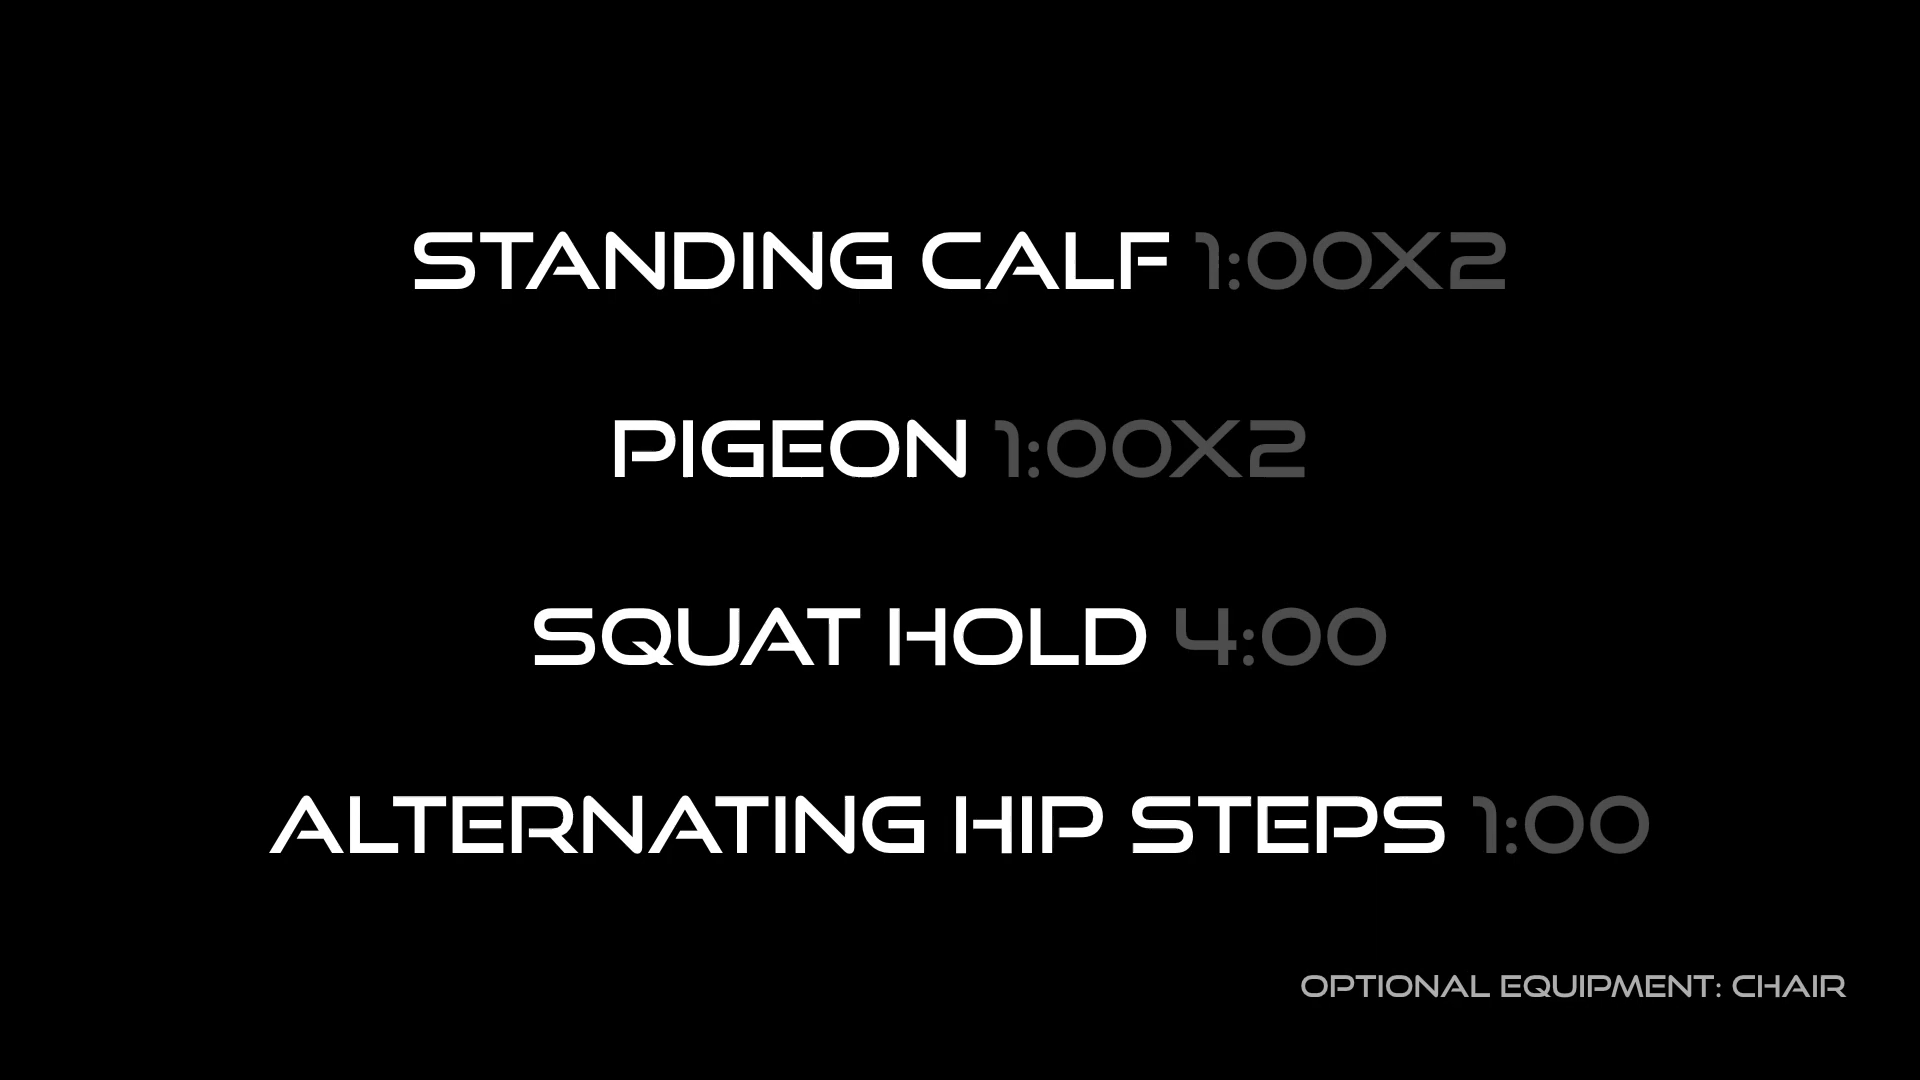 STANDING CALF 1:00X2
PIGEON 1:00X2
SQUAT HOLD 4:00
ALTERNATING HIP STEPS 1:00
OPTIONAL EQUIPMENT: CHAIR